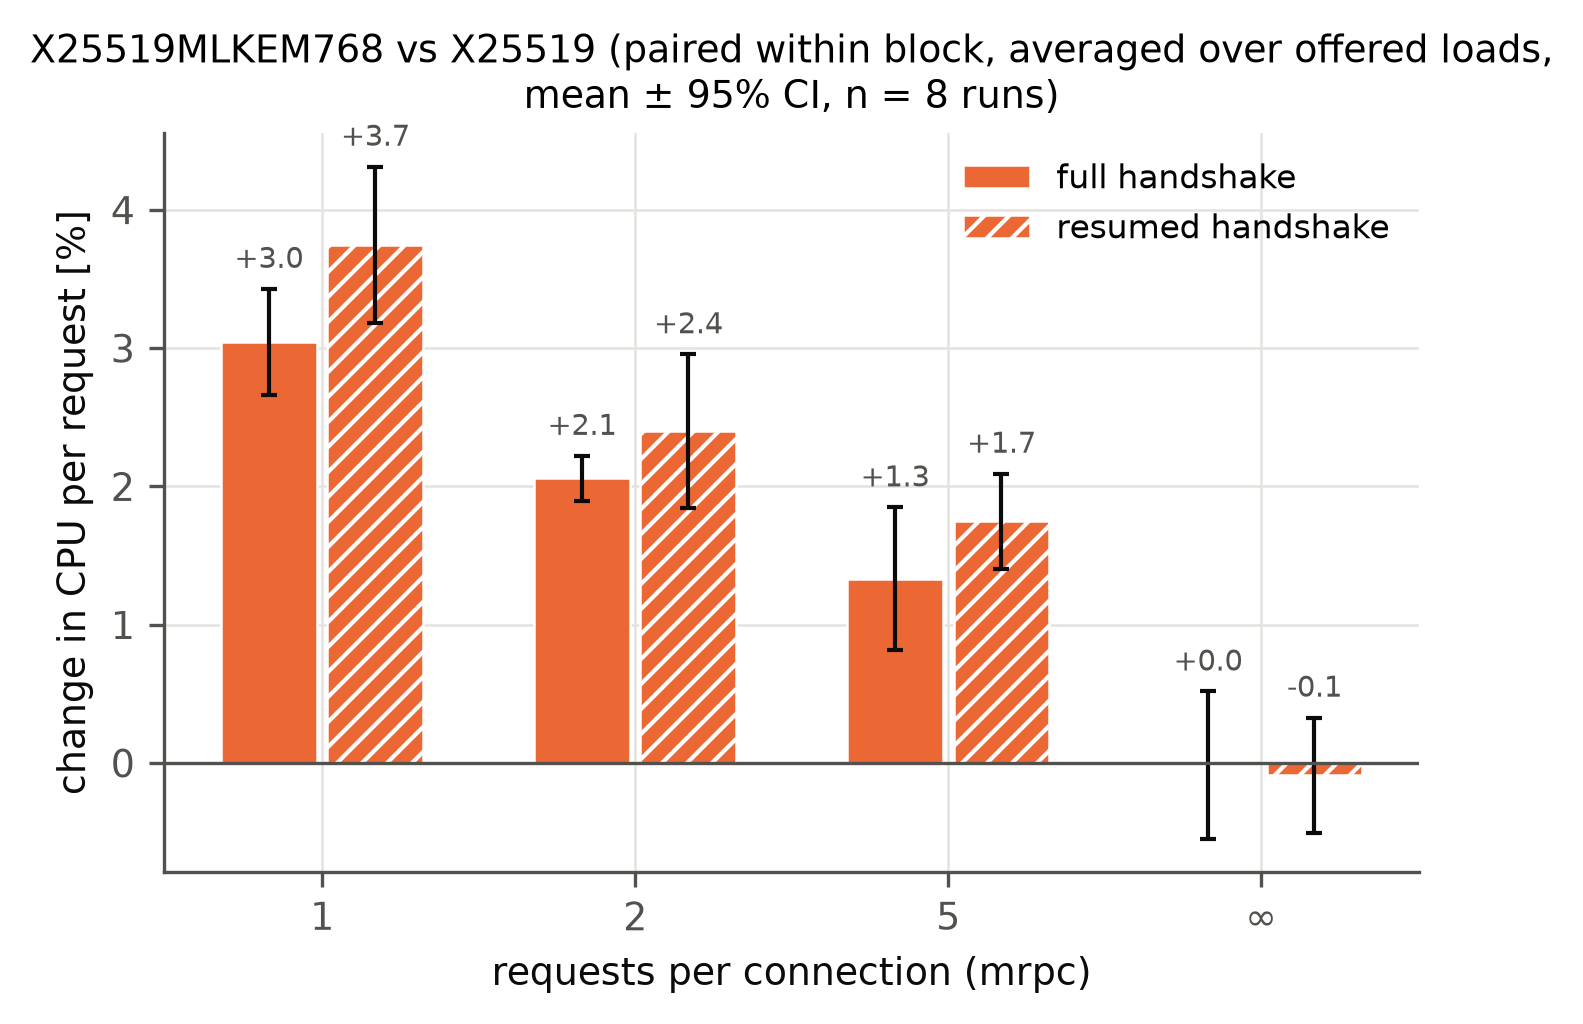 X25519MLKEM768 vs X25519 (paired within block, averaged over offered loads,
mean ± 95% CI, n = 8 runs)
+3.7
full handshake
4
resumed handshake
+3.0
+2.4
3
+2.1
+1.7
+1.3
2
1
+0.0
-0.1
0
change in CPU per request [%]
1
2
5
∞
requests per connection (mrpc)